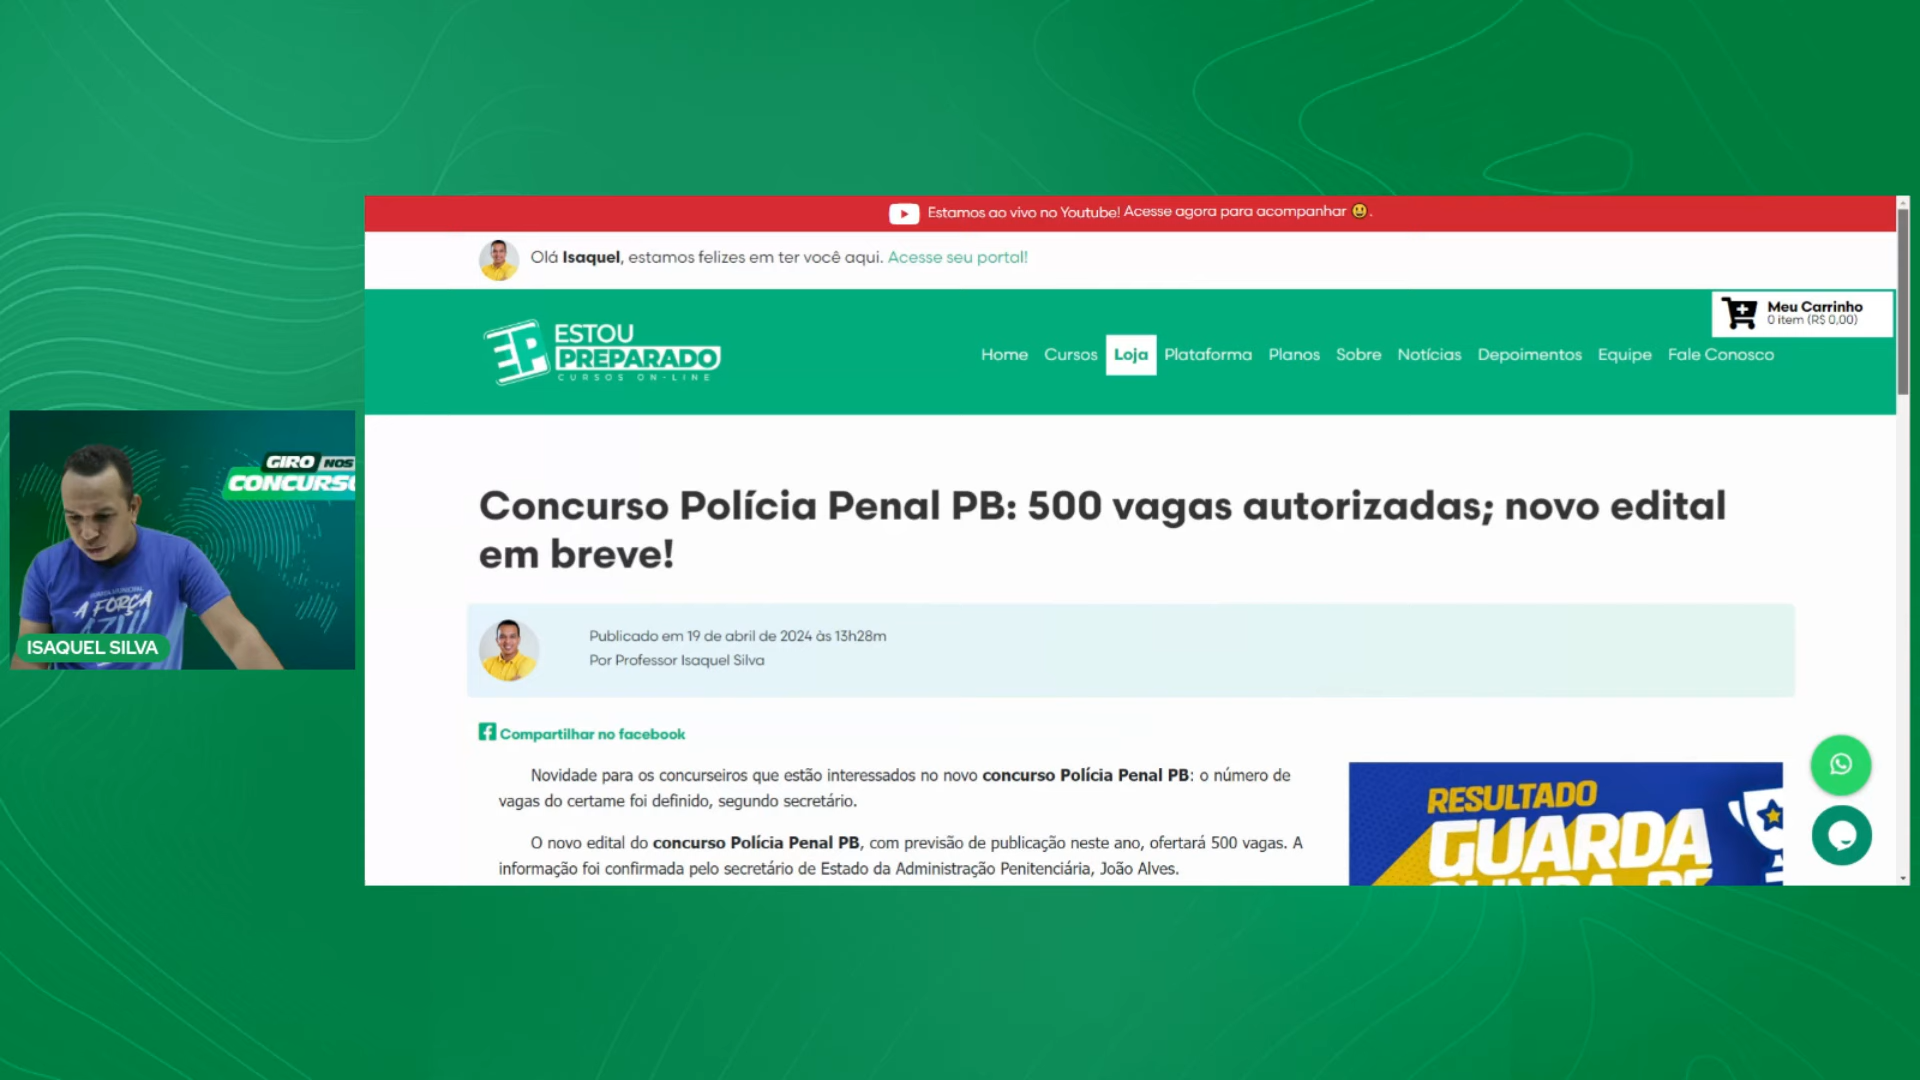 Estamos ao vivo no Youtube! Acesse agora para acompanhar 😃.
Olá Isaquel, estamos felizes em ter você aqui. Acesse seu portal!
Meu Carrinho
0 item (R$ 0,00)
EP ESTOU
PREPARADO
CURSOS ON-LINE
Home Cursos Loja Plataforma Planos Sobre Notícias Depoimentos Equipe Fale Conosco
GIRO NOS
CONCURSO
A FORÇA
AZUL
ISAQUEL SILVA
Concurso Polícia Penal PB: 500 vagas autorizadas; novo edital
em breve!
Publicado em 19 de abril de 2024 às 13h28m
Por Professor Isaquel Silva
Compartilhar no facebook
Novidade para os concurseiros que estão interessados no novo concurso Polícia Penal PB: o número de
vagas do certame foi definido, segundo secretário.
O novo edital do concurso Polícia Penal PB, com previsão de publicação neste ano, ofertará 500 vagas. A
informação foi confirmada pelo secretário de Estado da Administração Penitenciária, João Alves.
RESULTADO
GUARDA